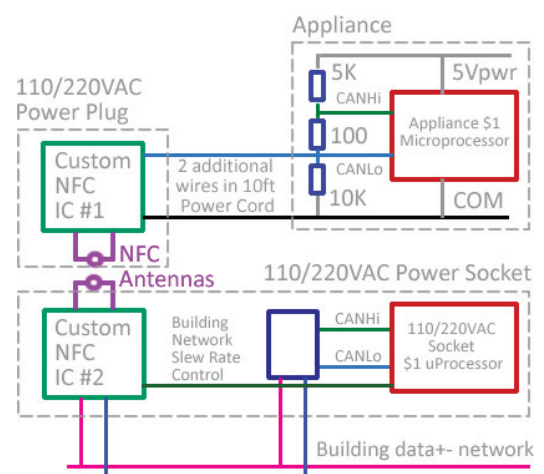 Appliance
110/220VAC
Power Plug
5K
5Vpwr
CANHi
Appliance $1
Microprocessor
100
Custom
NFC
IC #1
2 additional
wires in 10ft
Power Cord
CANLo
10K
COM
NFC
Antennas
110/220VAC Power Socket
Custom
NFC
IC #2
Building
Network
Slew Rate
Control
CANHi
CANLo
110/220VAC
Socket
$1 uProcessor
Building data+- network